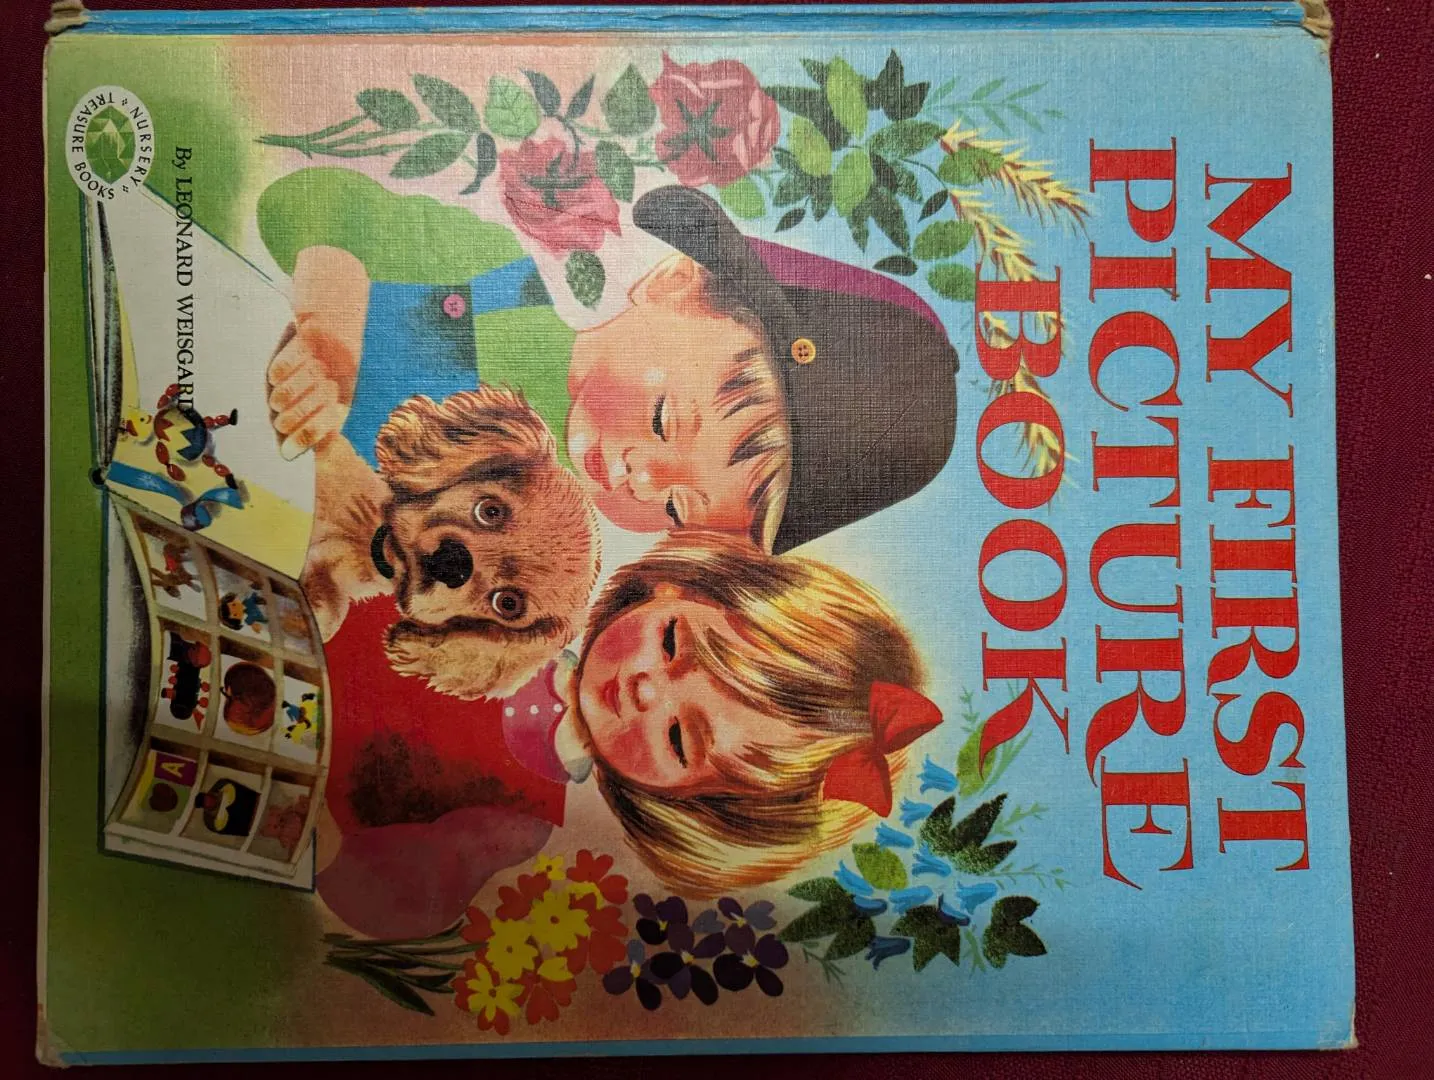 MY FIRST
PICTURE
BOOK
By LEONARD WEISGARD
NURSERY
TREASURE BOOKS
A